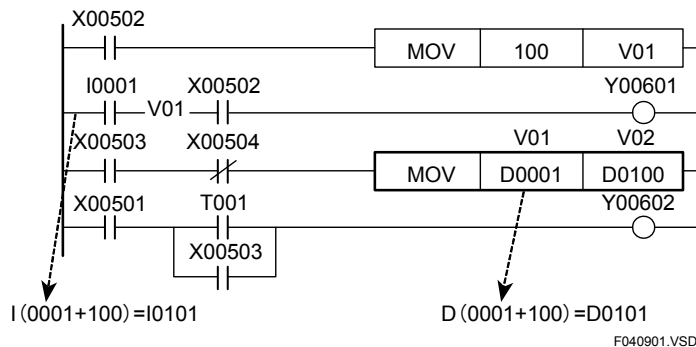 X00502
MOV 100 V01
I0001 V01 X00502 Y00601
X00503 X00504 V01 V02
MOV D0001 D0100
X00501 T001 Y00602
X00503
I（0001+100）=I0101 D（0001+100）=D0101
F040901.VSD